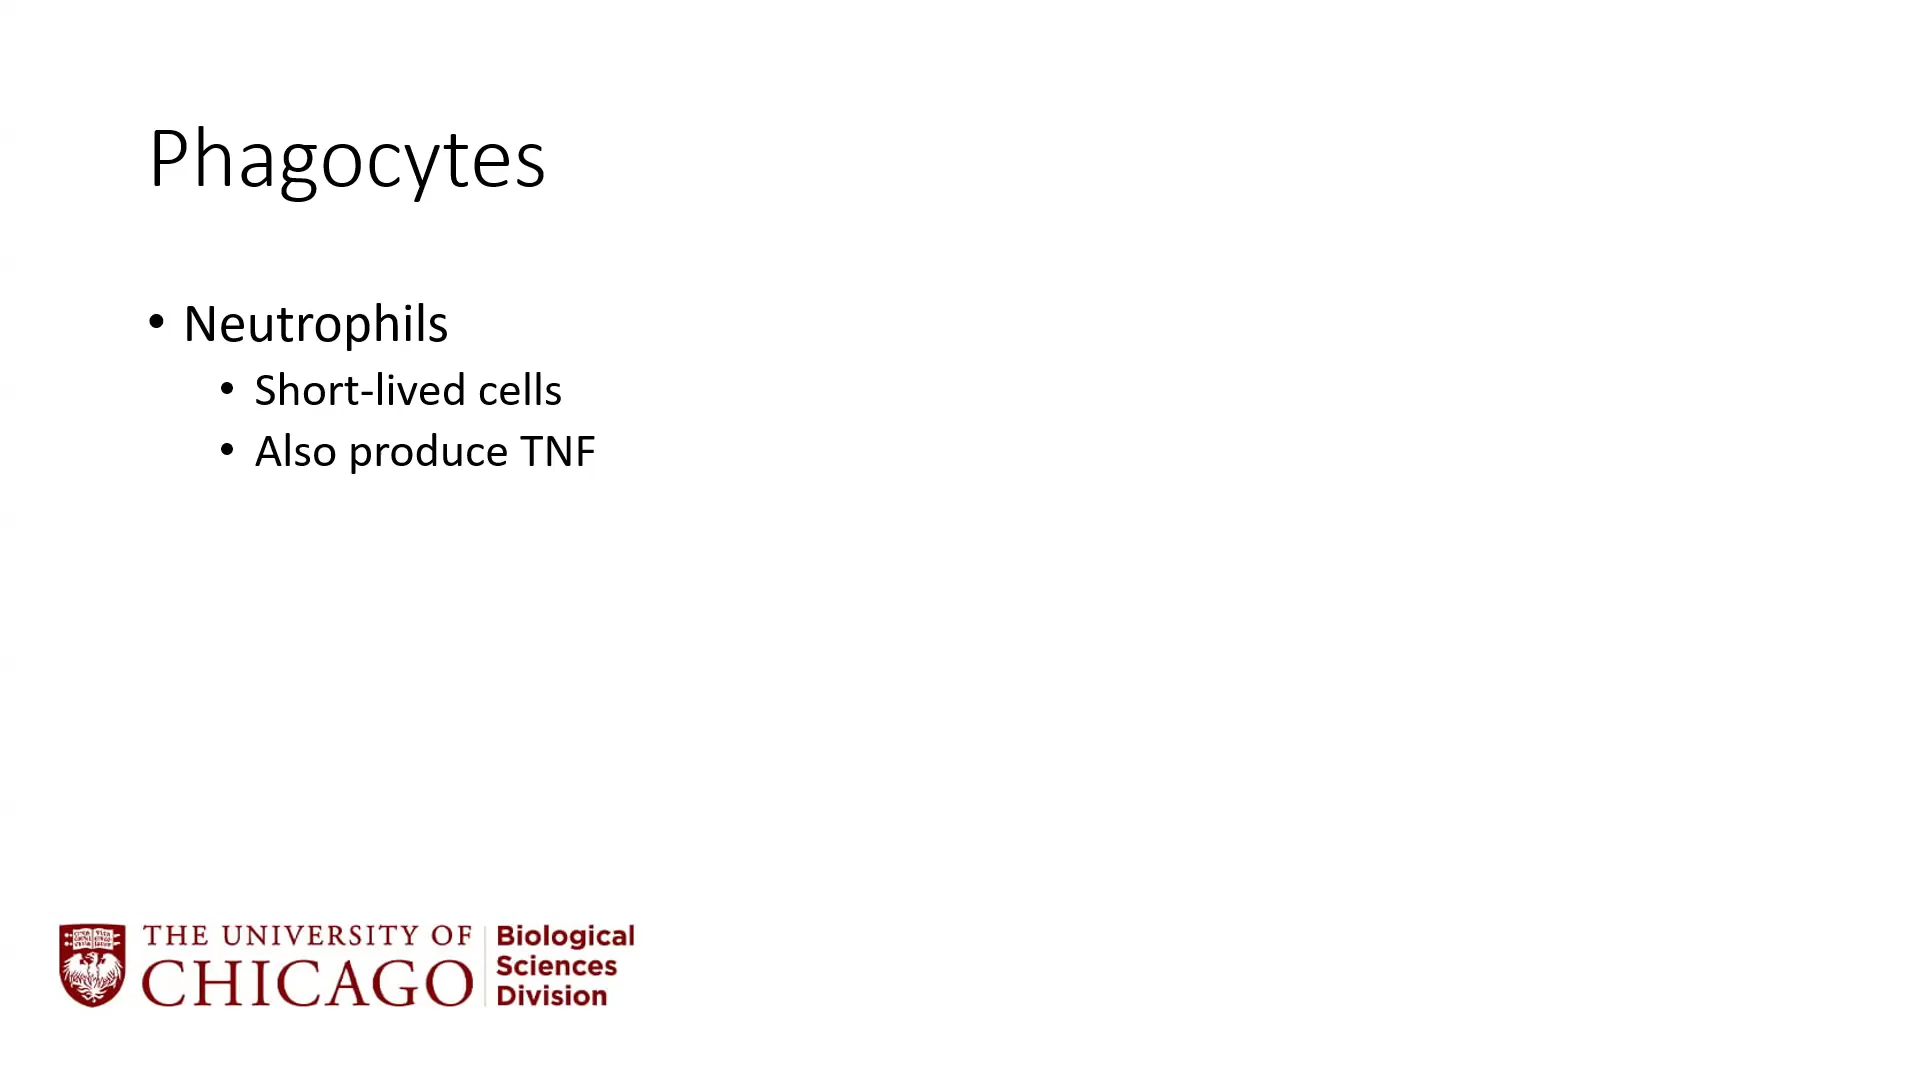 Phagocytes
• Neutrophils
• Short-lived cells
• Also produce TNF
THE UNIVERSITY OF
CHICAGO
Biological
Sciences
Division